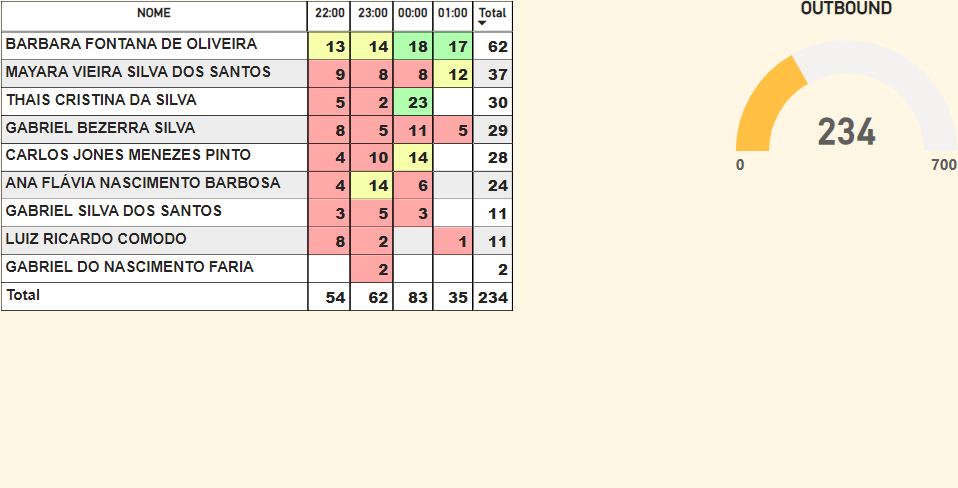 NOME 22:00 23:00 00:00 01:00 Total
BARBARA FONTANA DE OLIVEIRA 13 14 18 17 62
MAYARA VIEIRA SILVA DOS SANTOS 9 8 8 12 37
THAIS CRISTINA DA SILVA 5 2 23 30
GABRIEL BEZERRA SILVA 8 5 11 5 29
CARLOS JONES MENEZES PINTO 4 10 14 28
ANA FLÁVIA NASCIMENTO BARBOSA 4 14 6 24
GABRIEL SILVA DOS SANTOS 3 5 3 11
LUIZ RICARDO COMODO 8 2 1 11
GABRIEL DO NASCIMENTO FARIA 2 2
Total 54 62 83 35 234
OUTBOUND
234
0 700